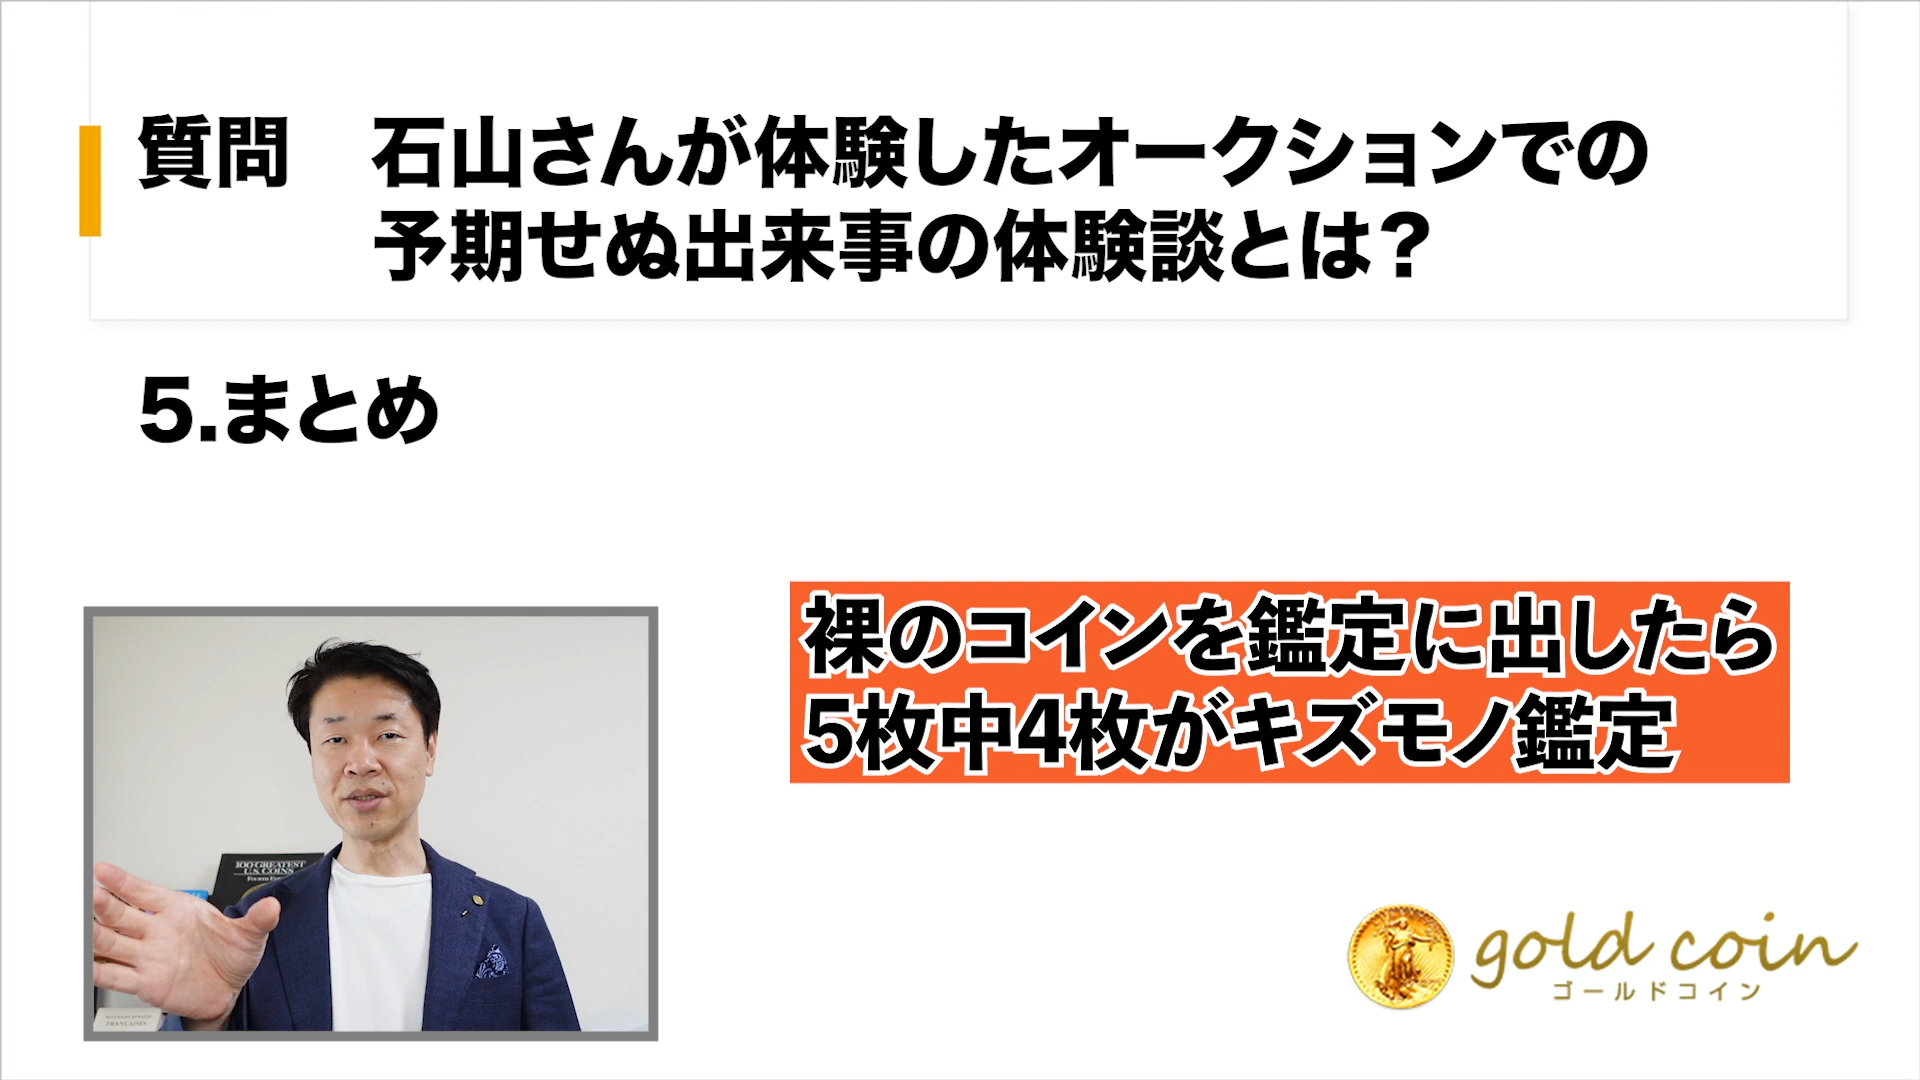 質問 石山さんが体験したオークションでの
予期せぬ出来事の体験談とは？
5.まとめ
裸のコインを鑑定に出したら
5枚中4枚がキズモノ鑑定
100 GREATEST
U.S. COINS
FRANÇAISES
gold coin
ゴールドコイン